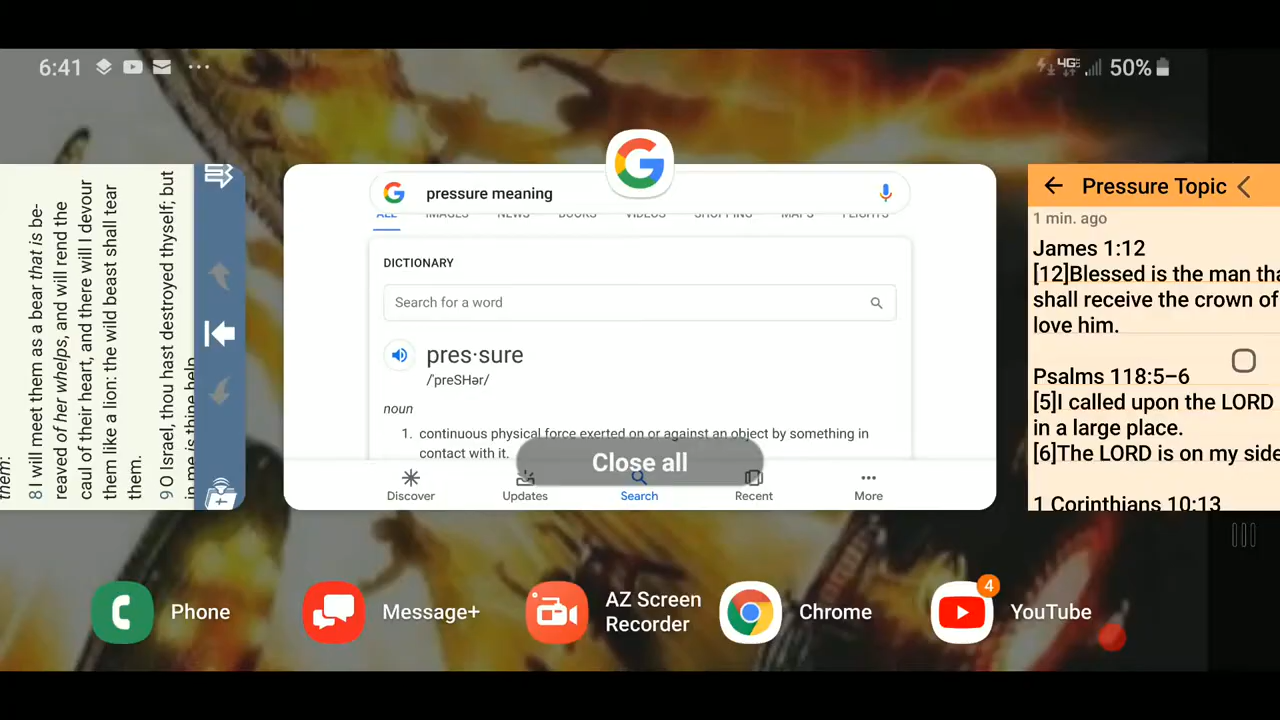 6:41
50%
them:
8 I will meet them as a bear that is be-
reaved of her whelps, and will rend the
caul of their heart, and there will I devour
them like a lion: the wild beast shall tear
them.
9 O Israel, thou hast destroyed thyself; but
in me is thine help
pressure meaning
ALL IMAGES NEWS BOOKS VIDEOS SHOPPING MAPS FLIGHTS
DICTIONARY
Search for a word
pres·sure
/ˈpreSHər/
noun
1. continuous physical force exerted on or against an object by something in
contact with it.
Close all
Discover Updates Search Recent More
Pressure Topic
1 min. ago
James 1:12
[12]Blessed is the man tha
shall receive the crown of
love him.
Psalms 118:5–6
[5]I called upon the LORD
in a large place.
[6]The LORD is on my side
1 Corinthians 10:13
Phone
Message+
AZ Screen
Recorder
Chrome
4
YouTube